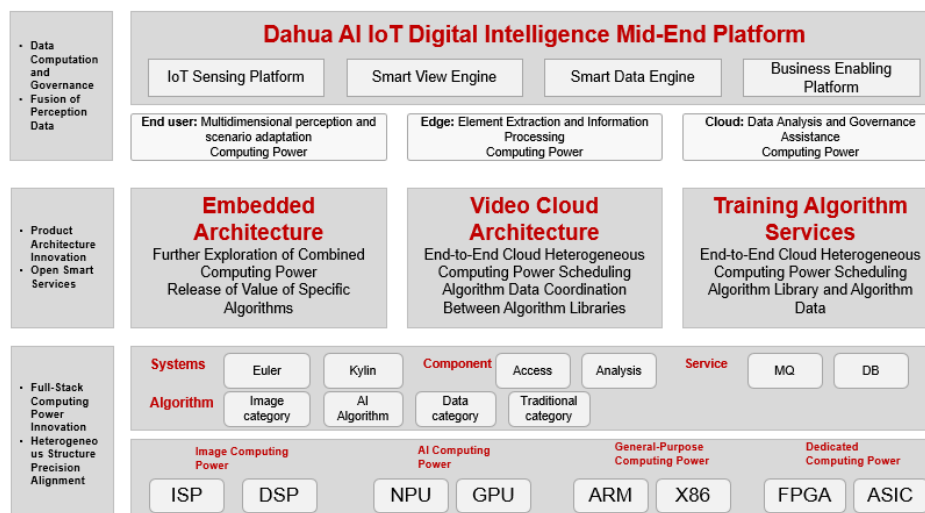 • Data
Computation
and
Governance
• Fusion of
Perception
Data
Dahua AI IoT Digital Intelligence Mid-End Platform
IoT Sensing Platform
Smart View Engine
Smart Data Engine
Business Enabling
Platform
End user: Multidimensional perception and
scenario adaptation
Computing Power
Edge: Element Extraction and Information
Processing
Computing Power
Cloud: Data Analysis and Governance
Assistance
Computing Power
• Product
Architecture
Innovation
• Open Smart
Services
Embedded
Architecture
Further Exploration of Combined
Computing Power
Release of Value of Specific
Algorithms
Video Cloud
Architecture
End-to-End Cloud Heterogeneous
Computing Power Scheduling
Algorithm Data Coordination
Between Algorithm Libraries
Training Algorithm
Services
End-to-End Cloud Heterogeneous
Computing Power Scheduling
Algorithm Library and Algorithm
Data
• Full-Stack
Computing
Power
Innovation
• Heterogeneo
us Structure
Precision
Alignment
Systems
Euler
Kylin
Component
Access
Analysis
Service
MQ
DB
Algorithm
Image
category
AI
Algorithm
Data
category
Traditional
category
Image Computing
Power
ISP
DSP
AI Computing
Power
NPU
GPU
General-Purpose
Computing Power
ARM
X86
Dedicated
Computing Power
FPGA
ASIC